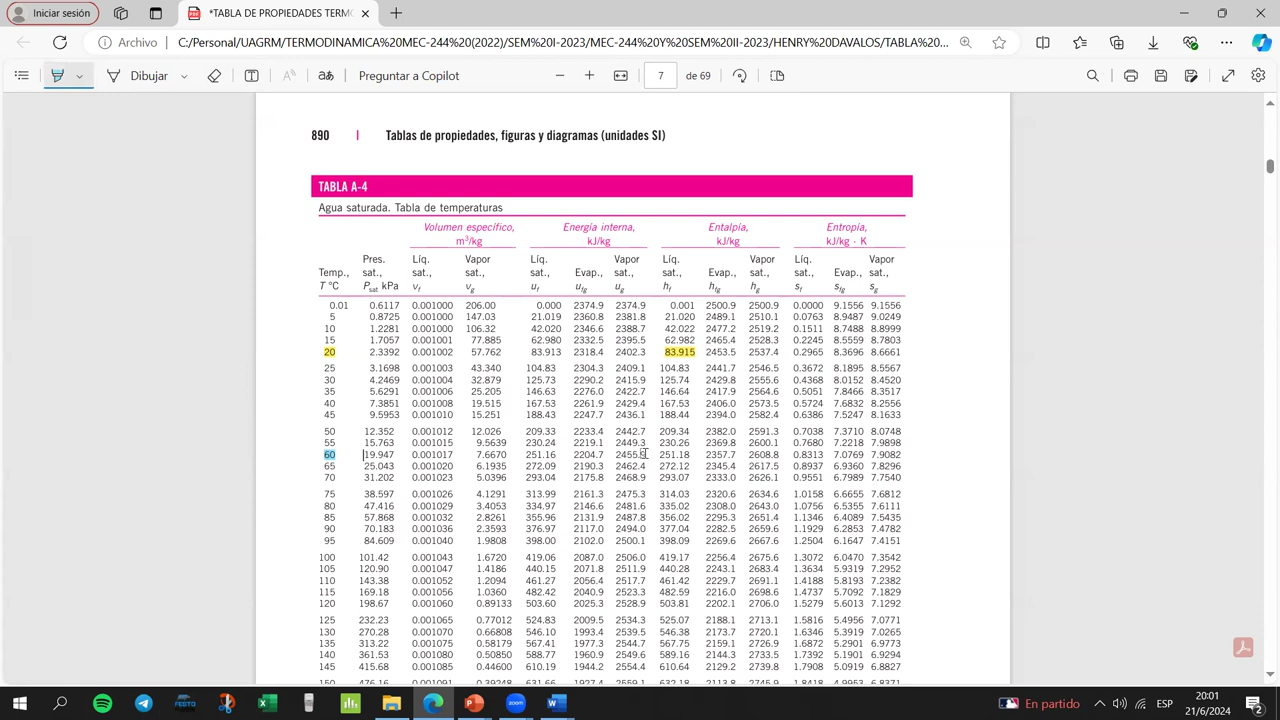 Iniciar sesión
*TABLA DE PROPIEDADES TERMO
Archivo
C:/Personal/UAGRM/TERMODINAMICA%20MEC-244%20(2022)/SEM%20I-2023/MEC-244%20Y%20SEM%20II-2023/HENRY%20DAVALOS/TABLA%20...
Dibujar
Preguntar a Copilot
7 de 69
890 | Tablas de propiedades, figuras y diagramas (unidades SI)
TABLA A-4
Agua saturada. Tabla de temperaturas
Volumen específico, Energía interna, Entalpía, Entropía,
m³/kg kJ/kg kJ/kg kJ/kg · K
Pres. Líq. Vapor Líq. Vapor Líq. Vapor Líq. Vapor
Temp., sat., sat., sat., sat., Evap., sat., sat., Evap., sat., sat., Evap., sat.,
T °C Psat kPa vf vg uf ufg ug hf hfg hg sf sfg sg
0.01 0.6117 0.001000 206.00 0.000 2374.9 2374.9 0.001 2500.9 2500.9 0.0000 9.1556 9.1556
5 0.8725 0.001000 147.03 21.019 2360.8 2381.8 21.020 2489.1 2510.1 0.0763 8.9487 9.0249
10 1.2281 0.001000 106.32 42.020 2346.6 2388.7 42.022 2477.2 2519.2 0.1511 8.7488 8.8999
15 1.7057 0.001001 77.885 62.980 2332.5 2395.5 62.982 2465.4 2528.3 0.2245 8.5559 8.7803
20 2.3392 0.001002 57.762 83.913 2318.4 2402.3 83.915 2453.5 2537.4 0.2965 8.3696 8.6661
25 3.1698 0.001003 43.340 104.83 2304.3 2409.1 104.83 2441.7 2546.5 0.3672 8.1895 8.5567
30 4.2469 0.001004 32.879 125.73 2290.2 2415.9 125.74 2429.8 2555.6 0.4368 8.0152 8.4520
35 5.6291 0.001006 25.205 146.63 2276.0 2422.7 146.64 2417.9 2564.6 0.5051 7.8466 8.3517
40 7.3851 0.001008 19.515 167.53 2261.9 2429.4 167.53 2406.0 2573.5 0.5724 7.6832 8.2556
45 9.5953 0.001010 15.251 188.43 2247.7 2436.1 188.44 2394.0 2582.4 0.6386 7.5247 8.1633
50 12.352 0.001012 12.026 209.33 2233.4 2442.7 209.34 2382.0 2591.3 0.7038 7.3710 8.0748
55 15.763 0.001015 9.5639 230.24 2219.1 2449.3 230.26 2369.8 2600.1 0.7680 7.2218 7.9898
60 19.947 0.001017 7.6670 251.16 2204.7 251.18 2357.7 2608.8 0.8313 7.0769 7.9082
65 25.043 0.001020 6.1935 272.09 2190.3 2462.4 272.12 2345.4 2617.5 0.8937 6.9360 7.8296
70 31.202 0.001023 5.0396 293.04 2175.8 2468.9 293.07 2333.0 2626.1 0.9551 6.7989 7.7540
75 38.597 0.001026 4.1291 313.99 2161.3 2475.3 314.03 2320.6 2634.6 1.0158 6.6655 7.6812
80 47.416 0.001029 3.4053 334.97 2146.6 2481.6 335.02 2308.0 2643.0 1.0756 6.5355 7.6111
85 57.868 0.001032 2.8261 355.96 2131.9 2487.8 356.02 2295.3 2651.4 1.1346 6.4089 7.5435
90 70.183 0.001036 2.3593 376.97 2117.0 2494.0 377.04 2282.5 2659.6 1.1929 6.2853 7.4782
95 84.609 0.001040 1.9808 398.00 2102.0 2500.1 398.09 2269.6 2667.6 1.2504 6.1647 7.4151
100 101.42 0.001043 1.6720 419.06 2087.0 2506.0 419.17 2256.4 2675.6 1.3072 6.0470 7.3542
105 120.90 0.001047 1.4186 440.15 2071.8 2511.9 440.28 2243.1 2683.4 1.3634 5.9319 7.2952
110 143.38 0.001052 1.2094 461.27 2056.4 2517.7 461.42 2229.7 2691.1 1.4188 5.8193 7.2382
115 169.18 0.001056 1.0360 482.42 2040.9 2523.3 482.59 2216.0 2698.6 1.4737 5.7092 7.1829
120 198.67 0.001060 0.89133 503.60 2025.3 2528.9 503.81 2202.1 2706.0 1.5279 5.6013 7.1292
125 232.23 0.001065 0.77012 524.83 2009.5 2534.3 525.07 2188.1 2713.1 1.5816 5.4956 7.0771
130 270.28 0.001070 0.66808 546.10 1993.4 2539.5 546.38 2173.7 2720.1 1.6346 5.3919 7.0265
135 313.22 0.001075 0.58179 567.41 1977.3 2544.7 567.75 2159.1 2726.9 1.6872 5.2901 6.9773
140 361.53 0.001080 0.50850 588.77 1960.9 2549.6 589.16 2144.3 2733.5 1.7392 5.1901 6.9294
145 415.68 0.001085 0.44600 610.19 1944.2 2554.4 610.64 2129.2 2739.8 1.7908 5.0919 6.8827
FESTO
zoom
En partido
ESP
20:01
21/6/2024
2